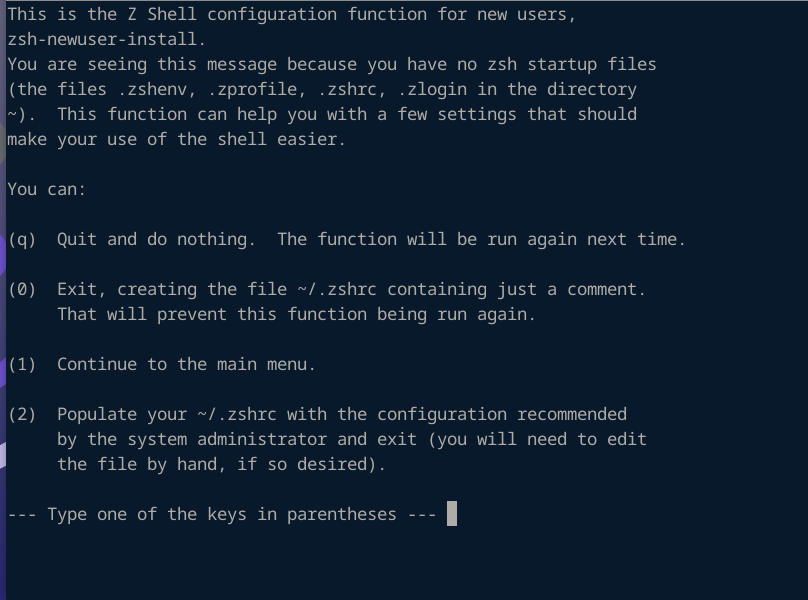 This is the Z Shell configuration function for new users,
zsh-newuser-install.
You are seeing this message because you have no zsh startup files
(the files .zshenv, .zprofile, .zshrc, .zlogin in the directory
~).  This function can help you with a few settings that should
make your use of the shell easier.
You can:
(q)  Quit and do nothing.  The function will be run again next time.
(0)  Exit, creating the file ~/.zshrc containing just a comment.
     That will prevent this function being run again.
(1)  Continue to the main menu.
(2)  Populate your ~/.zshrc with the configuration recommended
     by the system administrator and exit (you will need to edit
     the file by hand, if so desired).
--- Type one of the keys in parentheses ---